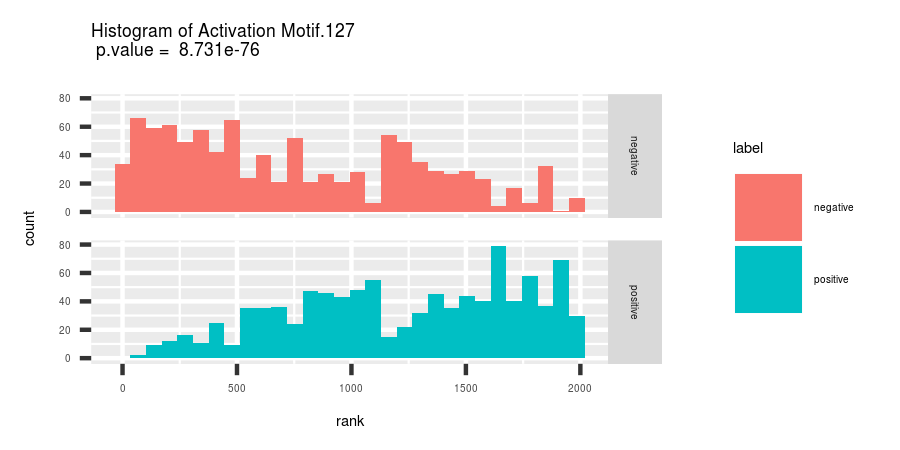 Histogram of Activation Motif.127
p.value = 8.731e-76
80
60
40
20
0
negative
80
60
40
20
0
positive
0 500 1000 1500 2000
rank
count
label
negative
positive